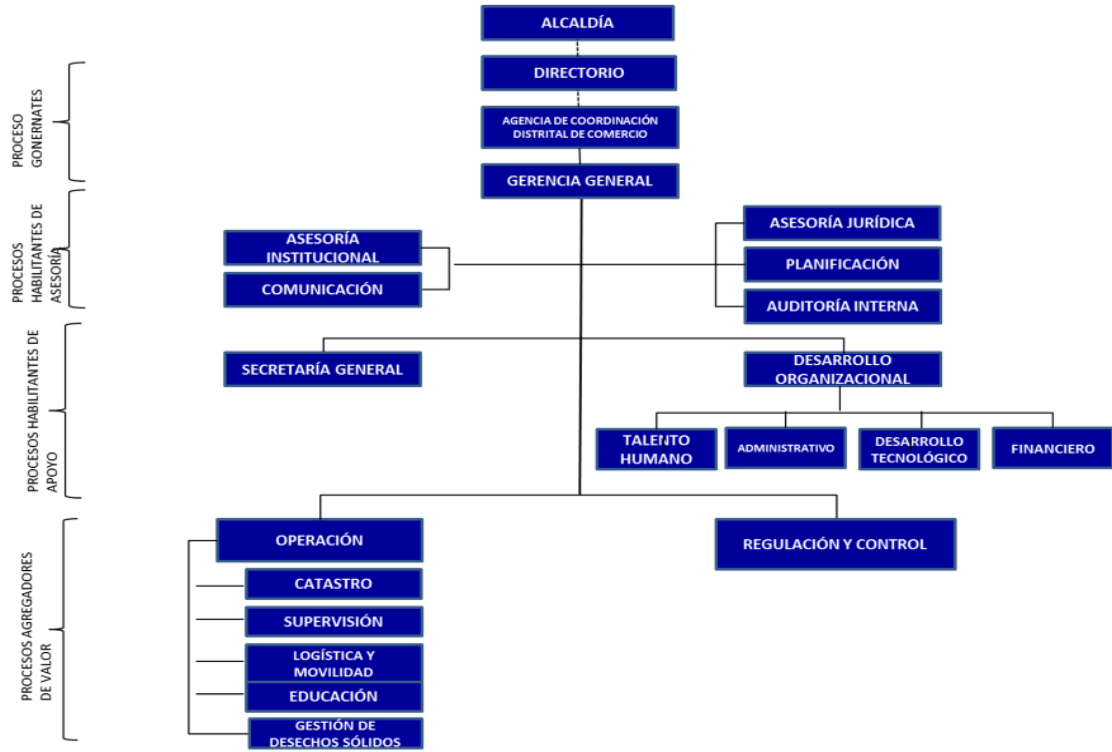 ALCALDÍA
PROCESO
GONERNATES
DIRECTORIO
AGENCIA DE COORDINACIÓN
DISTRITAL DE COMERCIO
GERENCIA GENERAL
PROCESOS
HABILITANTES DE
ASESORÍA
ASESORÍA
INSTITUCIONAL
COMUNICACIÓN
ASESORÍA JURÍDICA
PLANIFICACIÓN
AUDITORÍA INTERNA
PROCESOS HABILITANTES DE
APOYO
SECRETARÍA GENERAL
DESARROLLO
ORGANIZACIONAL
TALENTO
HUMANO
ADMINISTRATIVO
DESARROLLO
TECNOLÓGICO
FINANCIERO
PROCESOS AGREGADORES
DE VALOR
OPERACIÓN
CATASTRO
SUPERVISIÓN
LOGÍSTICA Y
MOVILIDAD
EDUCACIÓN
GESTIÓN DE
DESECHOS SÓLIDOS
REGULACIÓN Y CONTROL